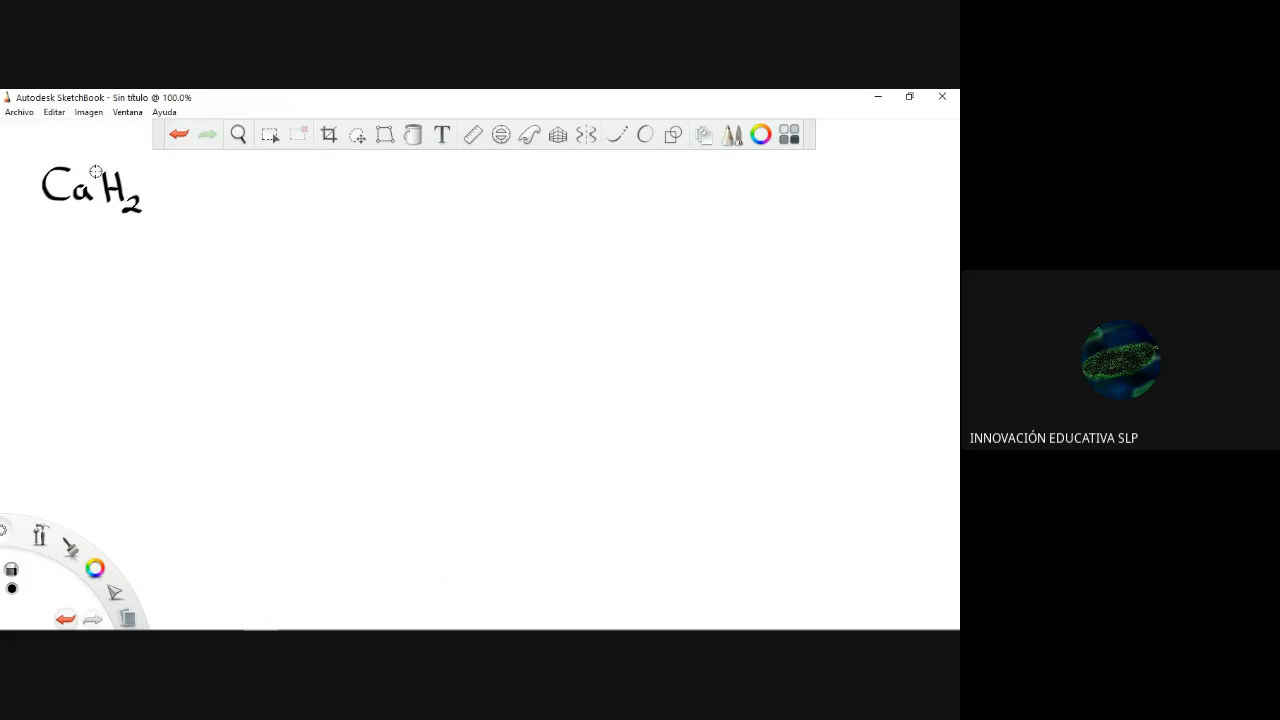 Autodesk SketchBook - Sin título @ 100.0%
Archivo Editar Imagen Ventana Ayuda
T
CaH₂
INNOVACIÓN EDUCATIVA SLP